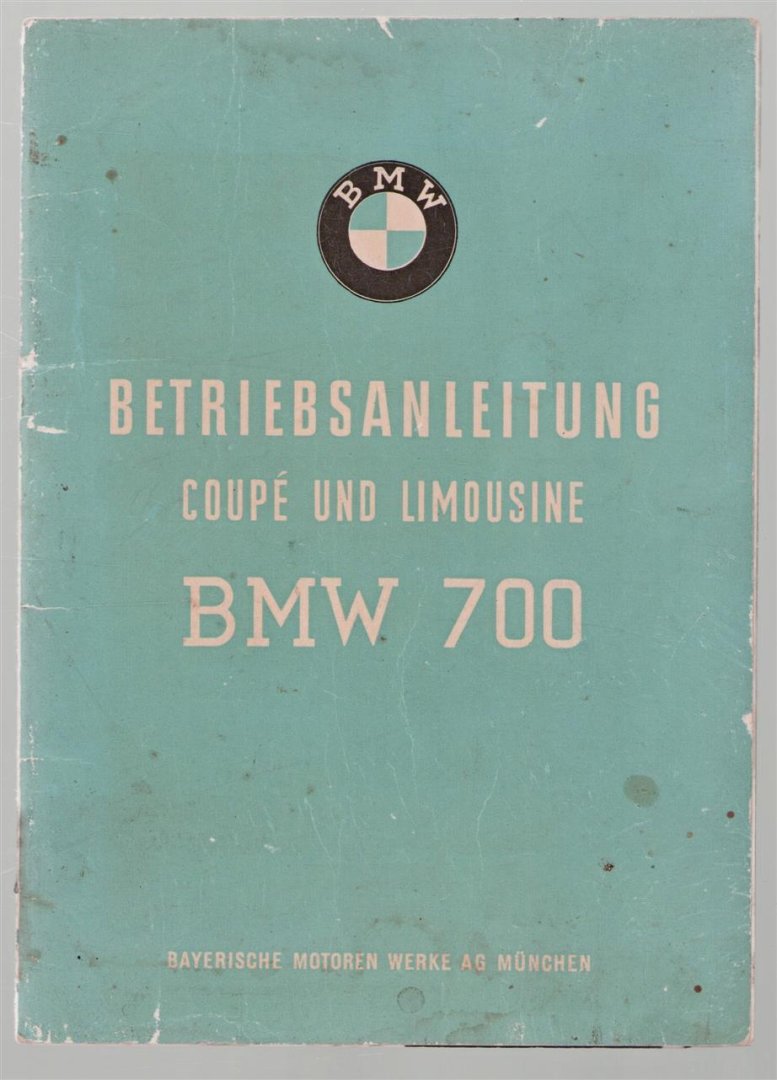 BMW
BETRIEBSANLEITUNG
COUPÉ UND LIMOUSINE
BMW 700
BAYERISCHE MOTOREN WERKE AG MÜNCHEN